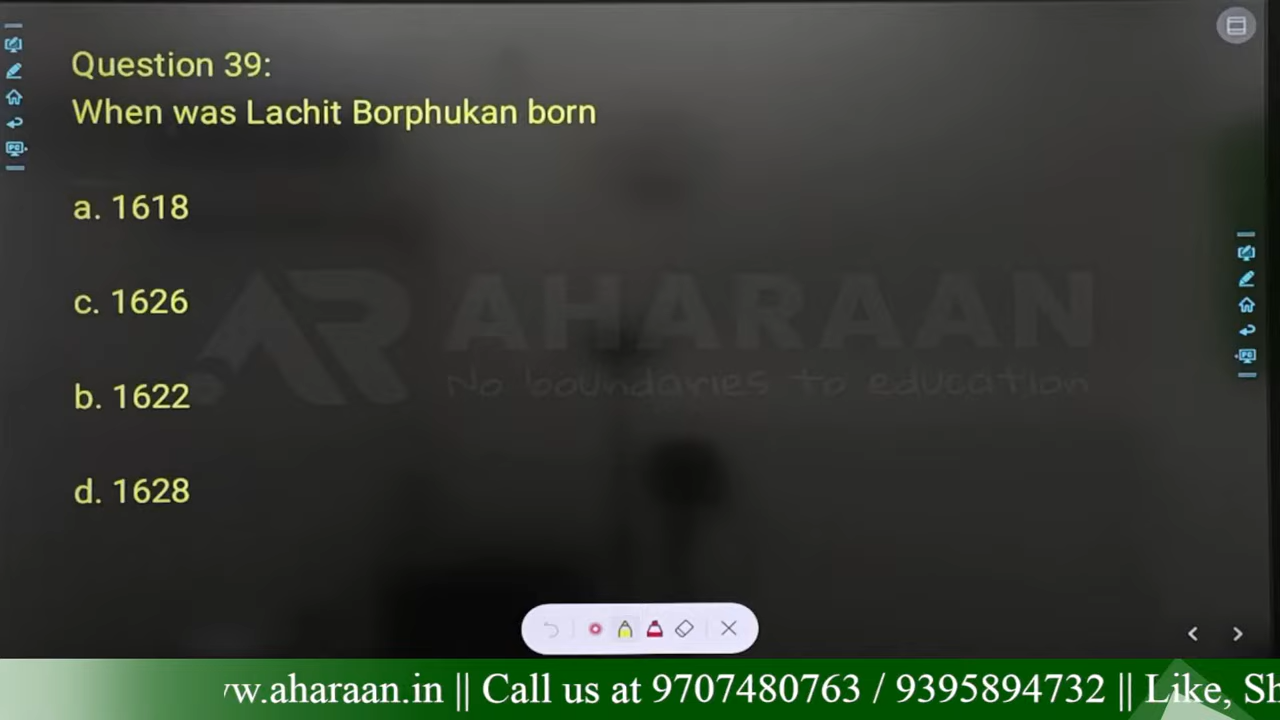 Question 39:
When was Lachit Borphukan born
a. 1618
c. 1626
b. 1622
d. 1628
AHARAAN
No boundaries to education
w.aharaan.in || Call us at 9707480763 / 9395894732 || Like, Sh